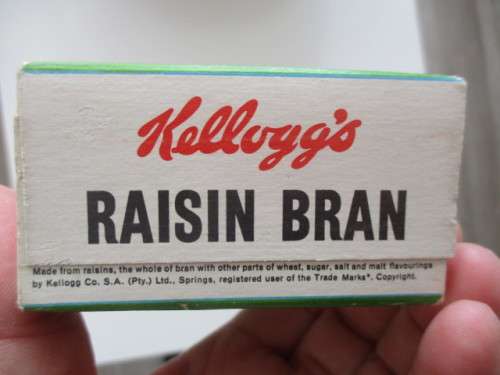 Kellogg's
RAISIN BRAN
Made from raisins, the whole of bran with other parts of wheat, sugar, salt and malt flavourings
by Kellogg Co. S.A. (Pty.) Ltd., Springs, registered user of the Trade Marks*. Copyright.